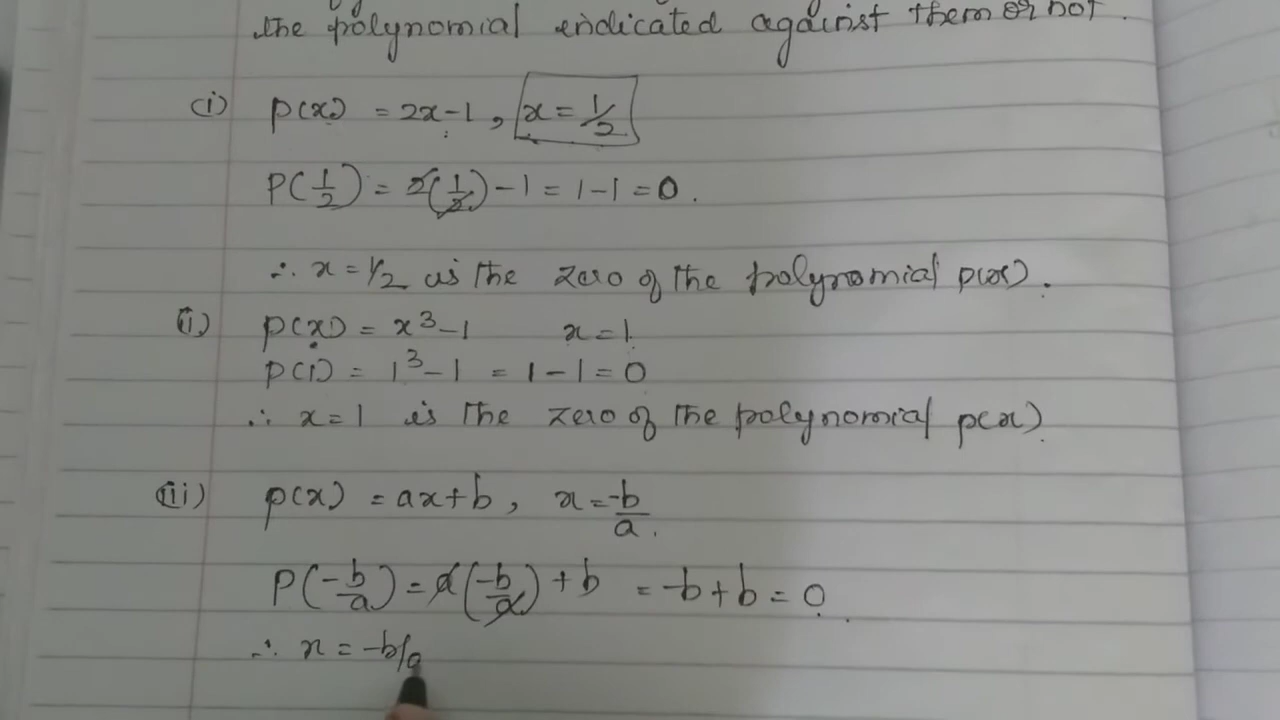 the polynomial indicated against them or not.
(i) P(x) = 2x-1, x = 1/2
P(1/2) = 2(1/2) - 1 = 1-1 = 0.
∴ x = 1/2 is the zero of the polynomial p(x).
(i) P(x) = x³-1 x=1.
P(1) = 1³-1 = 1-1=0
∴ x=1 is the zero of the polynomial p(x)
(iii) p(x) = ax+b, x = -b/a.
P(-b/a) = a(-b/a) + b = -b+b = 0.
∴ x = -b/a